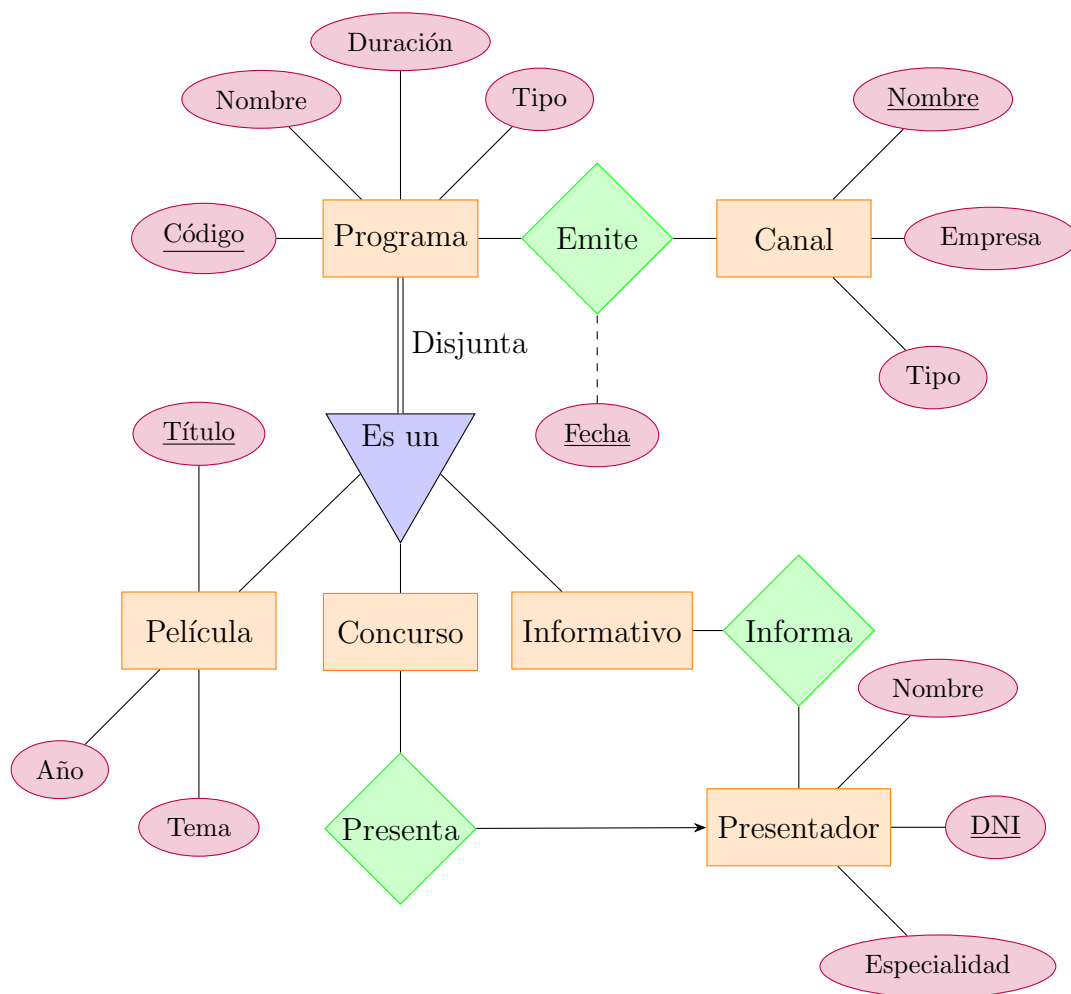 Duración
Nombre
Tipo
Nombre
Código
Programa
Emite
Canal
Empresa
Disjunta
Tipo
Título
Es un
Fecha
Película
Concurso
Informativo
Informa
Nombre
Año
Tema
Presenta
Presentador
DNI
Especialidad